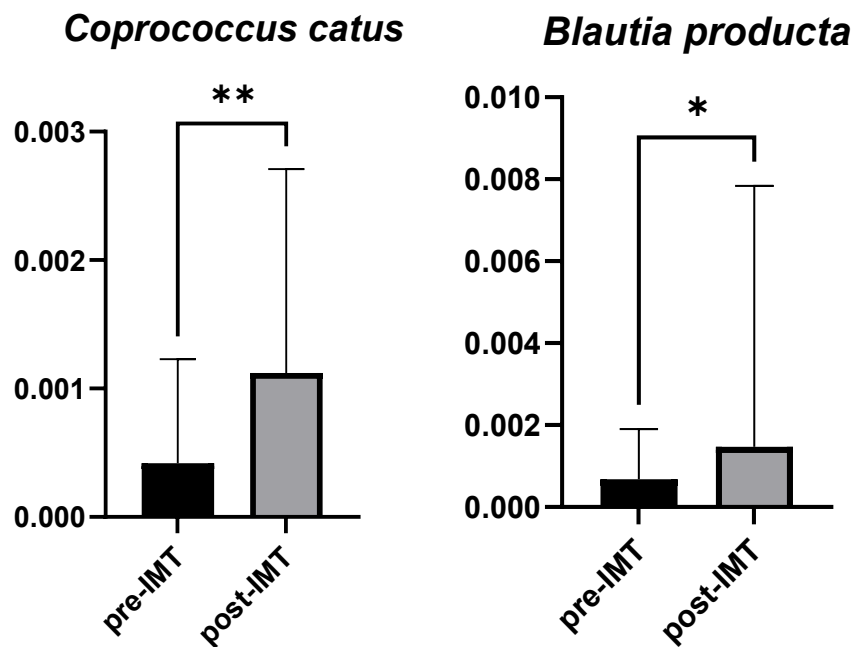 Coprococcus catus
**
0.003
0.002
0.001
0.000
pre-IMT
post-IMT
Blautia producta
*
0.010
0.008
0.006
0.004
0.002
0.000
pre-IMT
post-IMT